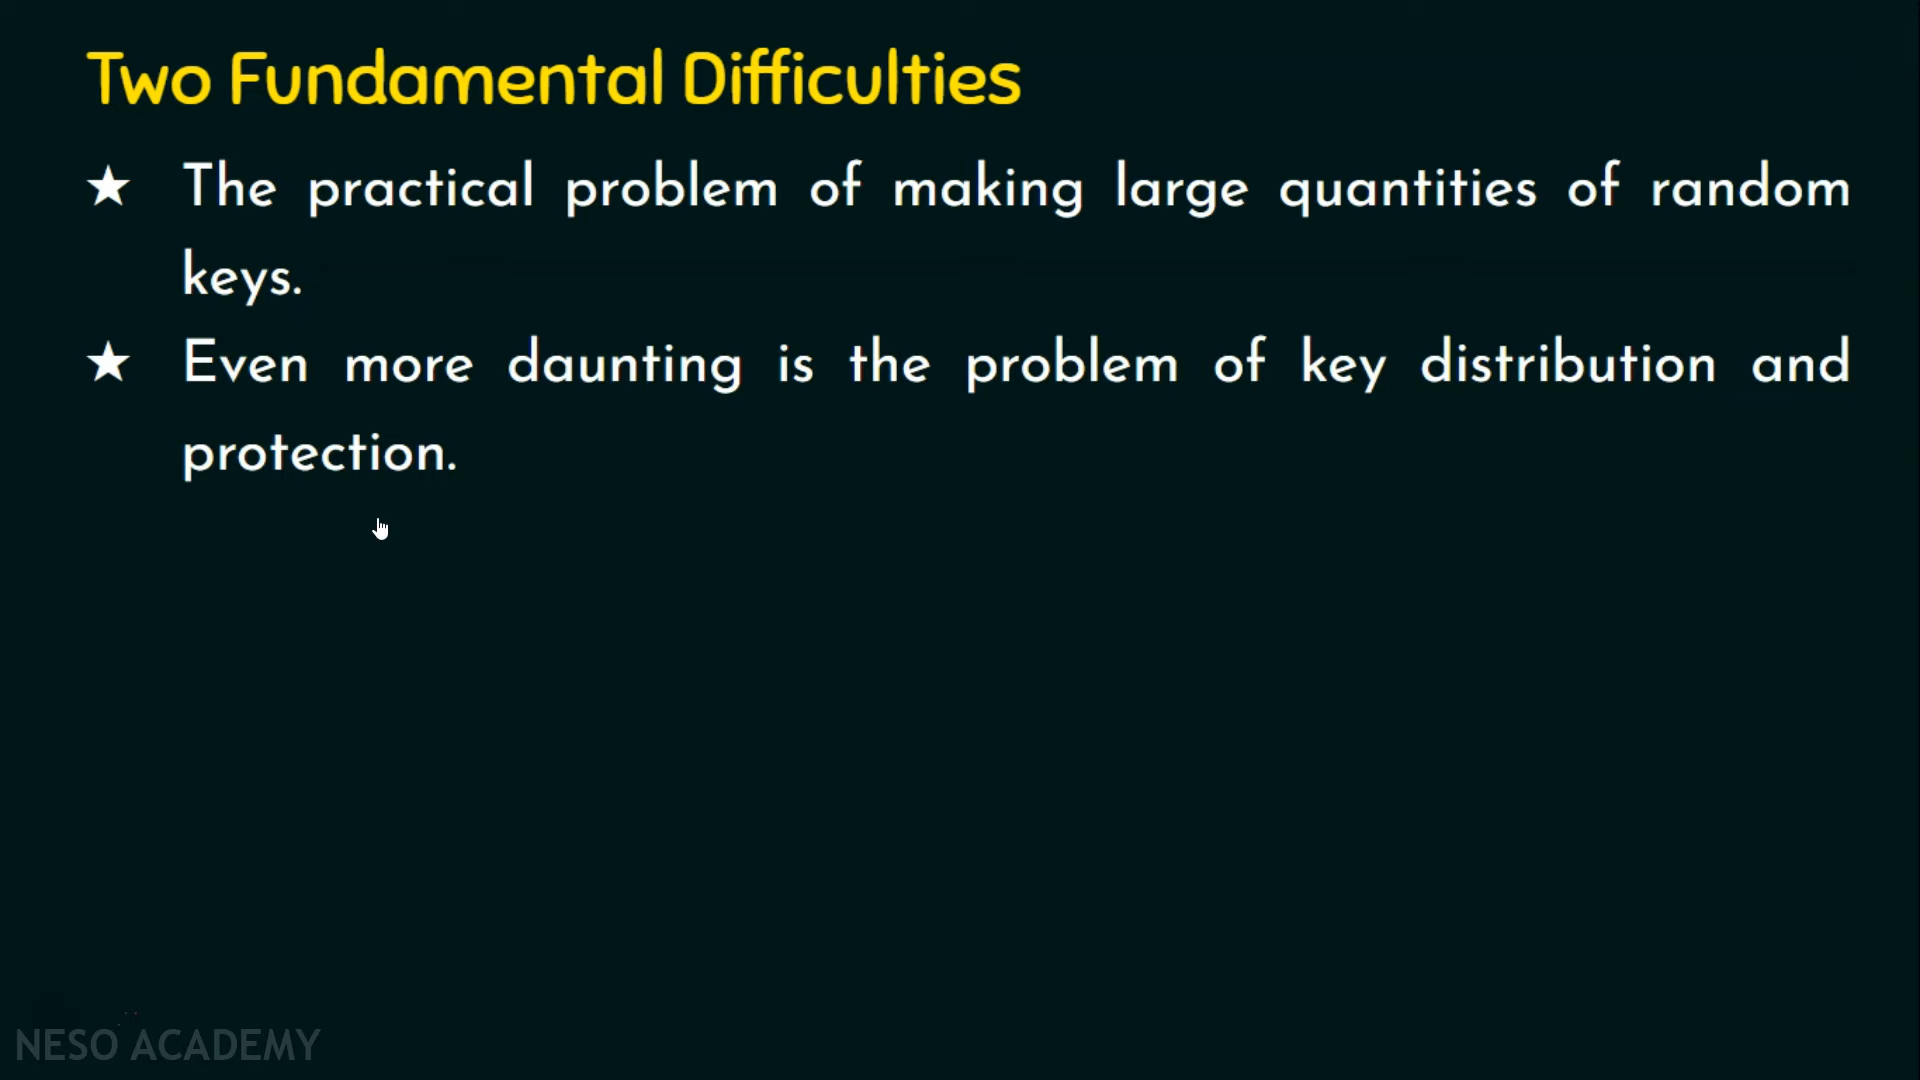 Two Fundamental Difficulties
★ The practical problem of making large quantities of random
keys.
★ Even more daunting is the problem of key distribution and
protection.
NESO ACADEMY